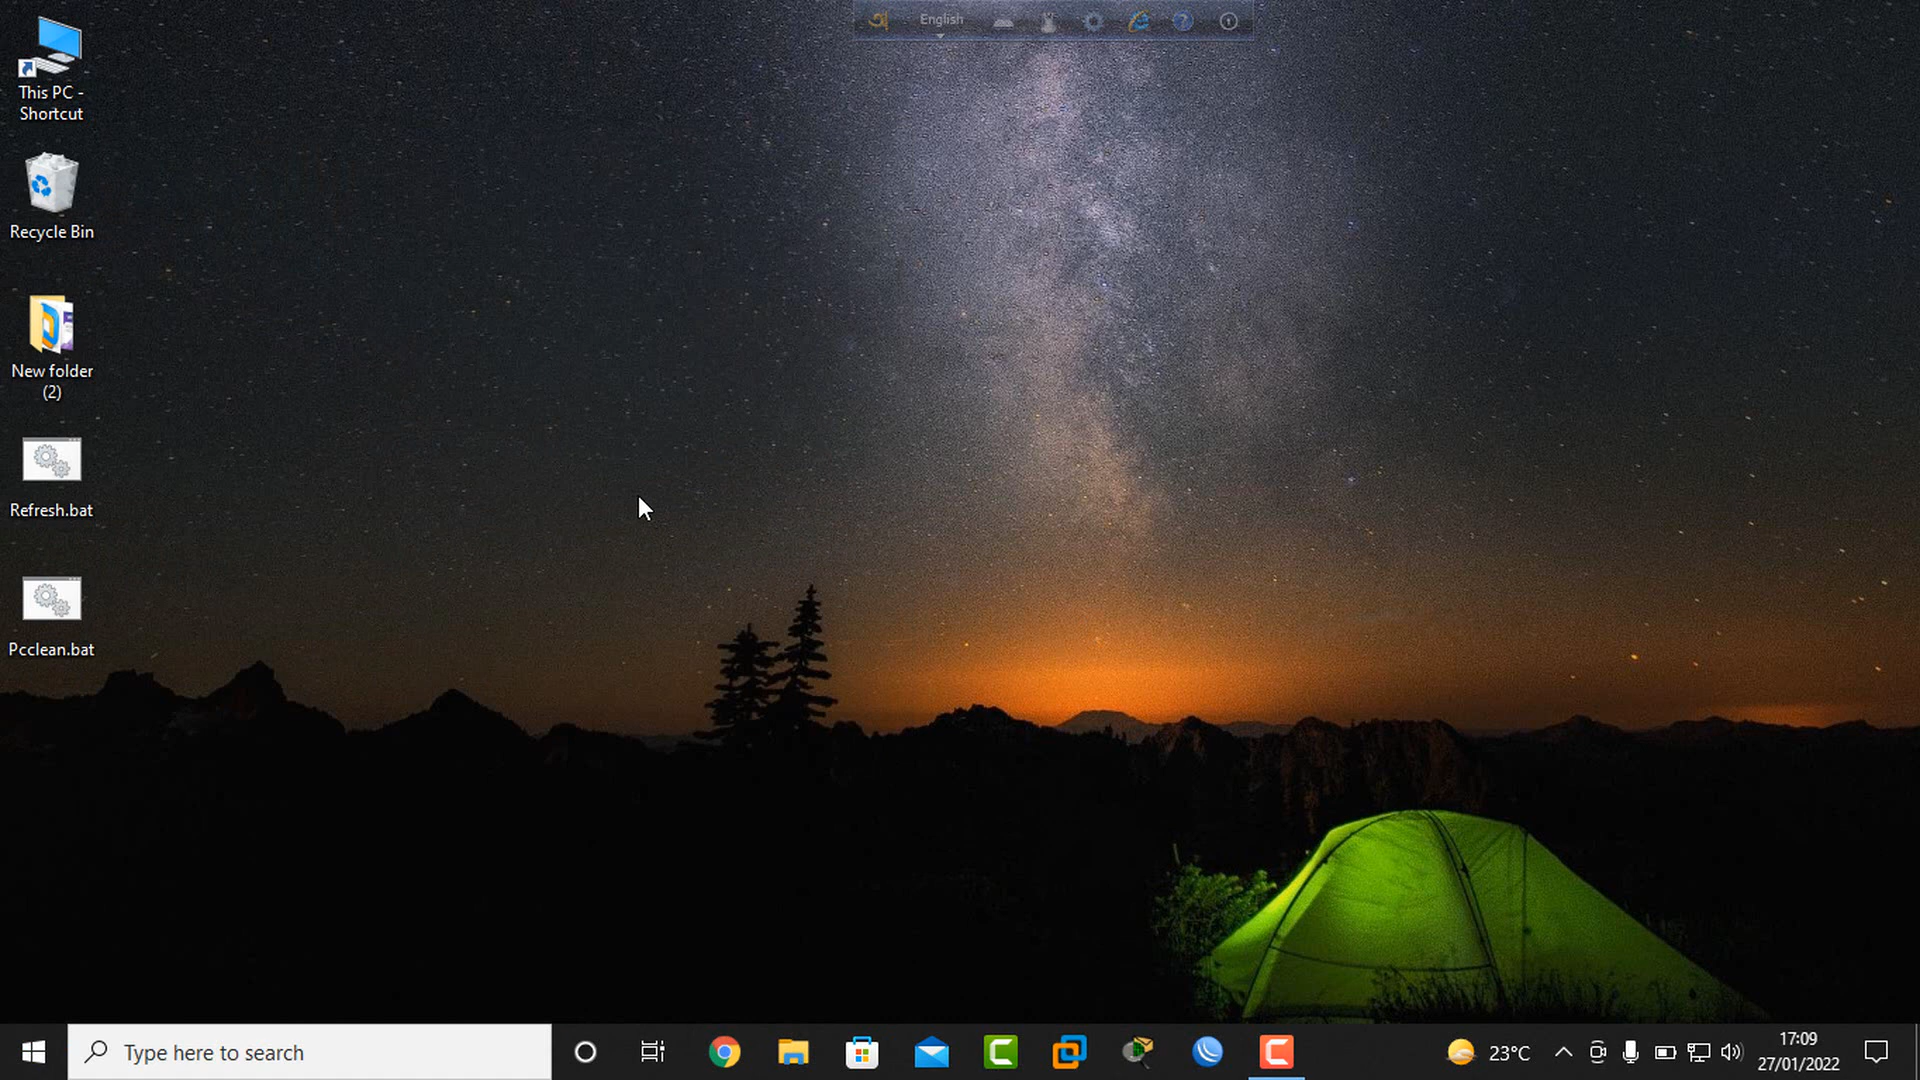 English
This PC -
Shortcut
Recycle Bin
New folder
(2)
Refresh.bat
Pcclean.bat
Type here to search
23°C
17:09
27/01/2022